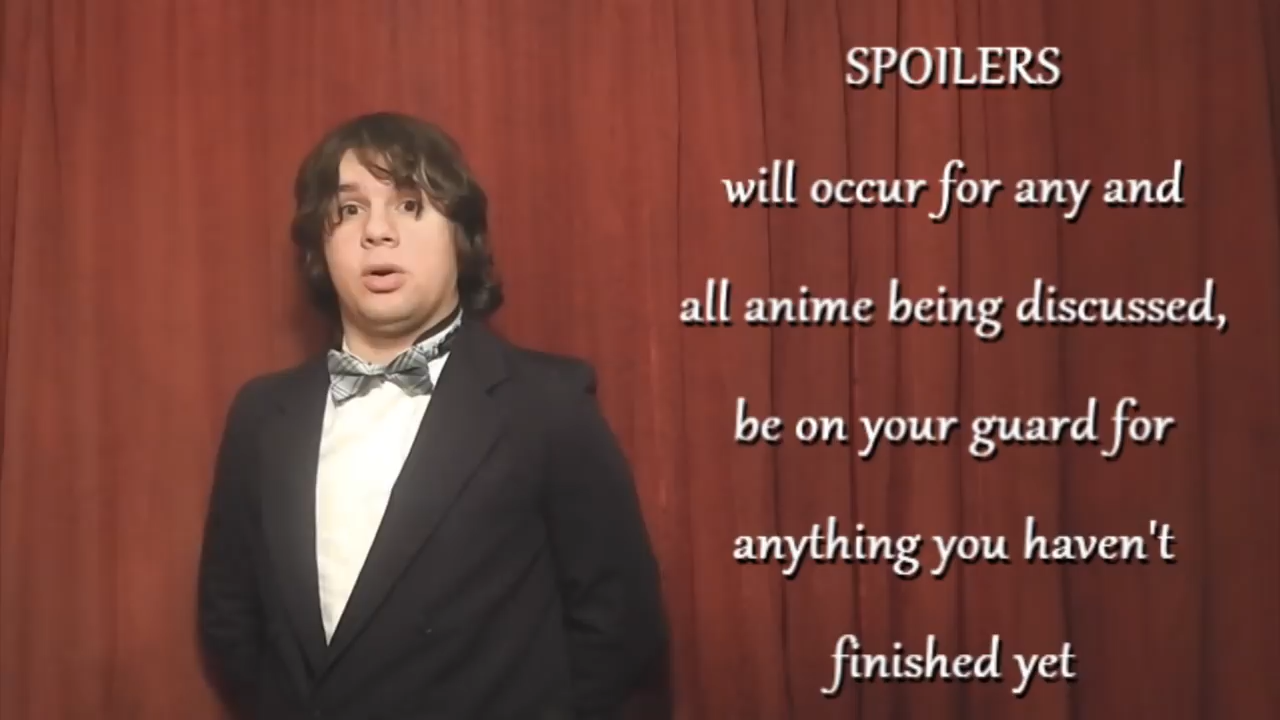 SPOILERS
will occur for any and
all anime being discussed,
be on your guard for
anything you haven't
finished yet